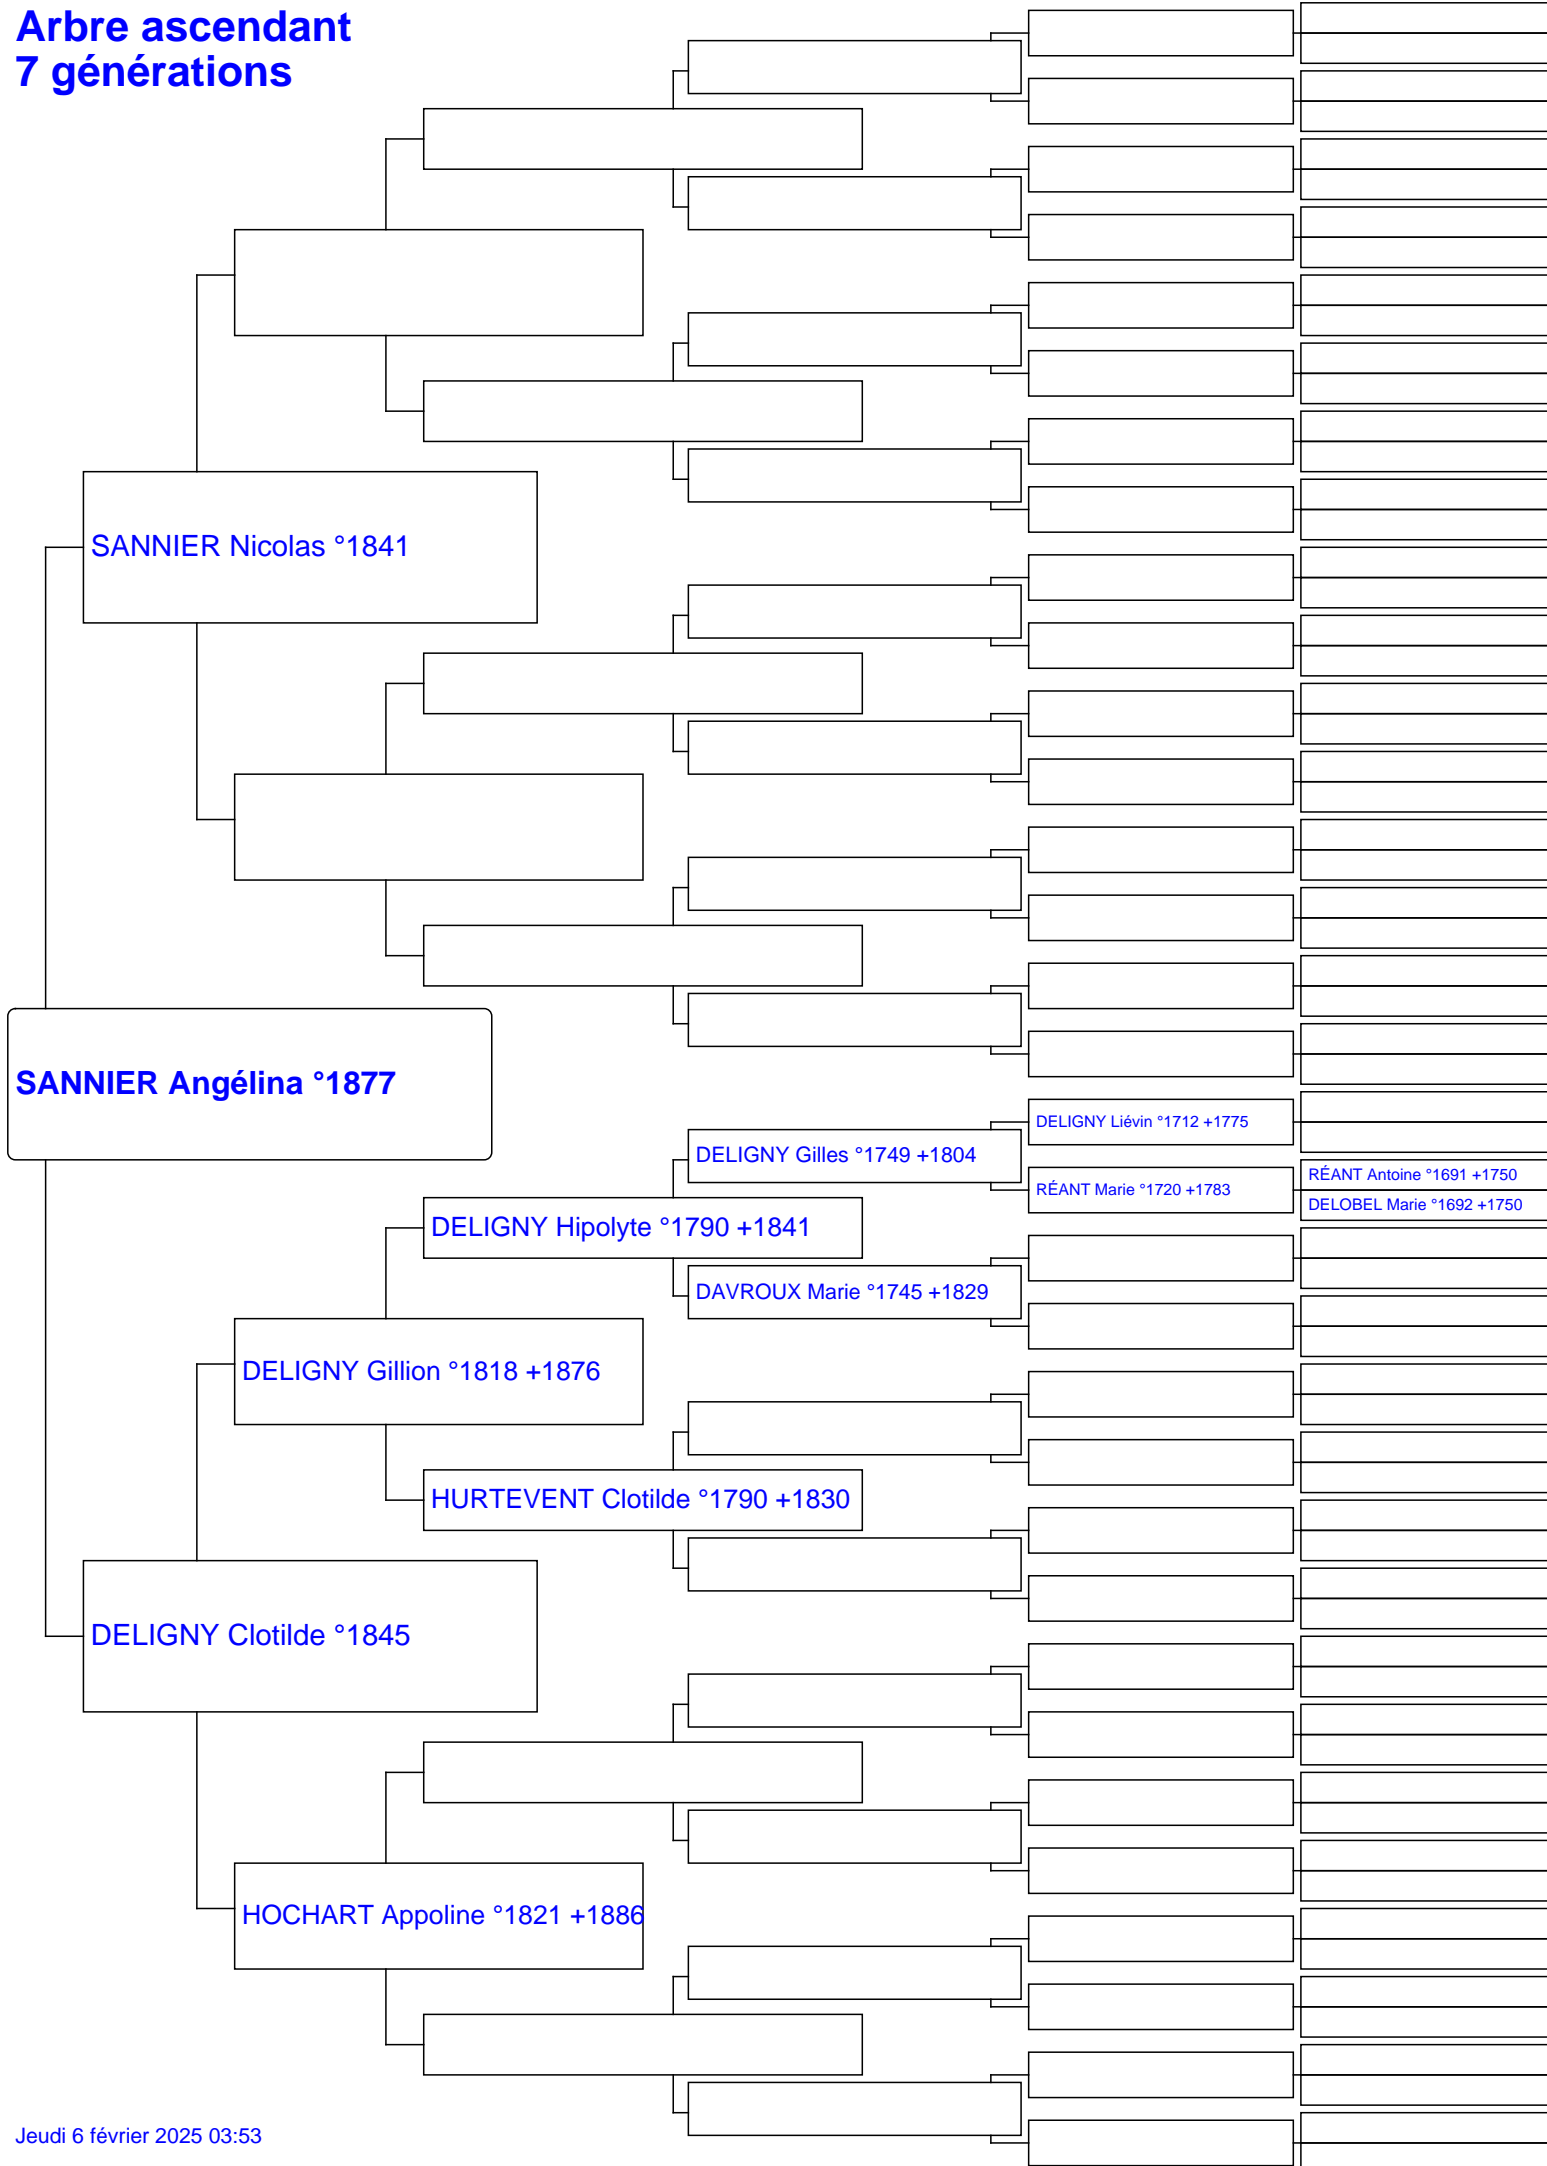 Arbre ascendant
7 générations
SANNIER Nicolas °1841
SANNIER Angélina °1877
DELIGNY Liévin °1712 +1775
DELIGNY Gilles °1749 +1804
RÉANT Antoine °1691 +1750
RÉANT Marie °1720 +1783
DELOBEL Marie °1692 +1750
DELIGNY Hipolyte °1790 +1841
DAVROUX Marie °1745 +1829
DELIGNY Gillion °1818 +1876
HURTEVENT Clotilde °1790 +1830
DELIGNY Clotilde °1845
HOCHART Appoline °1821 +1886
Jeudi 6 février 2025 03:53